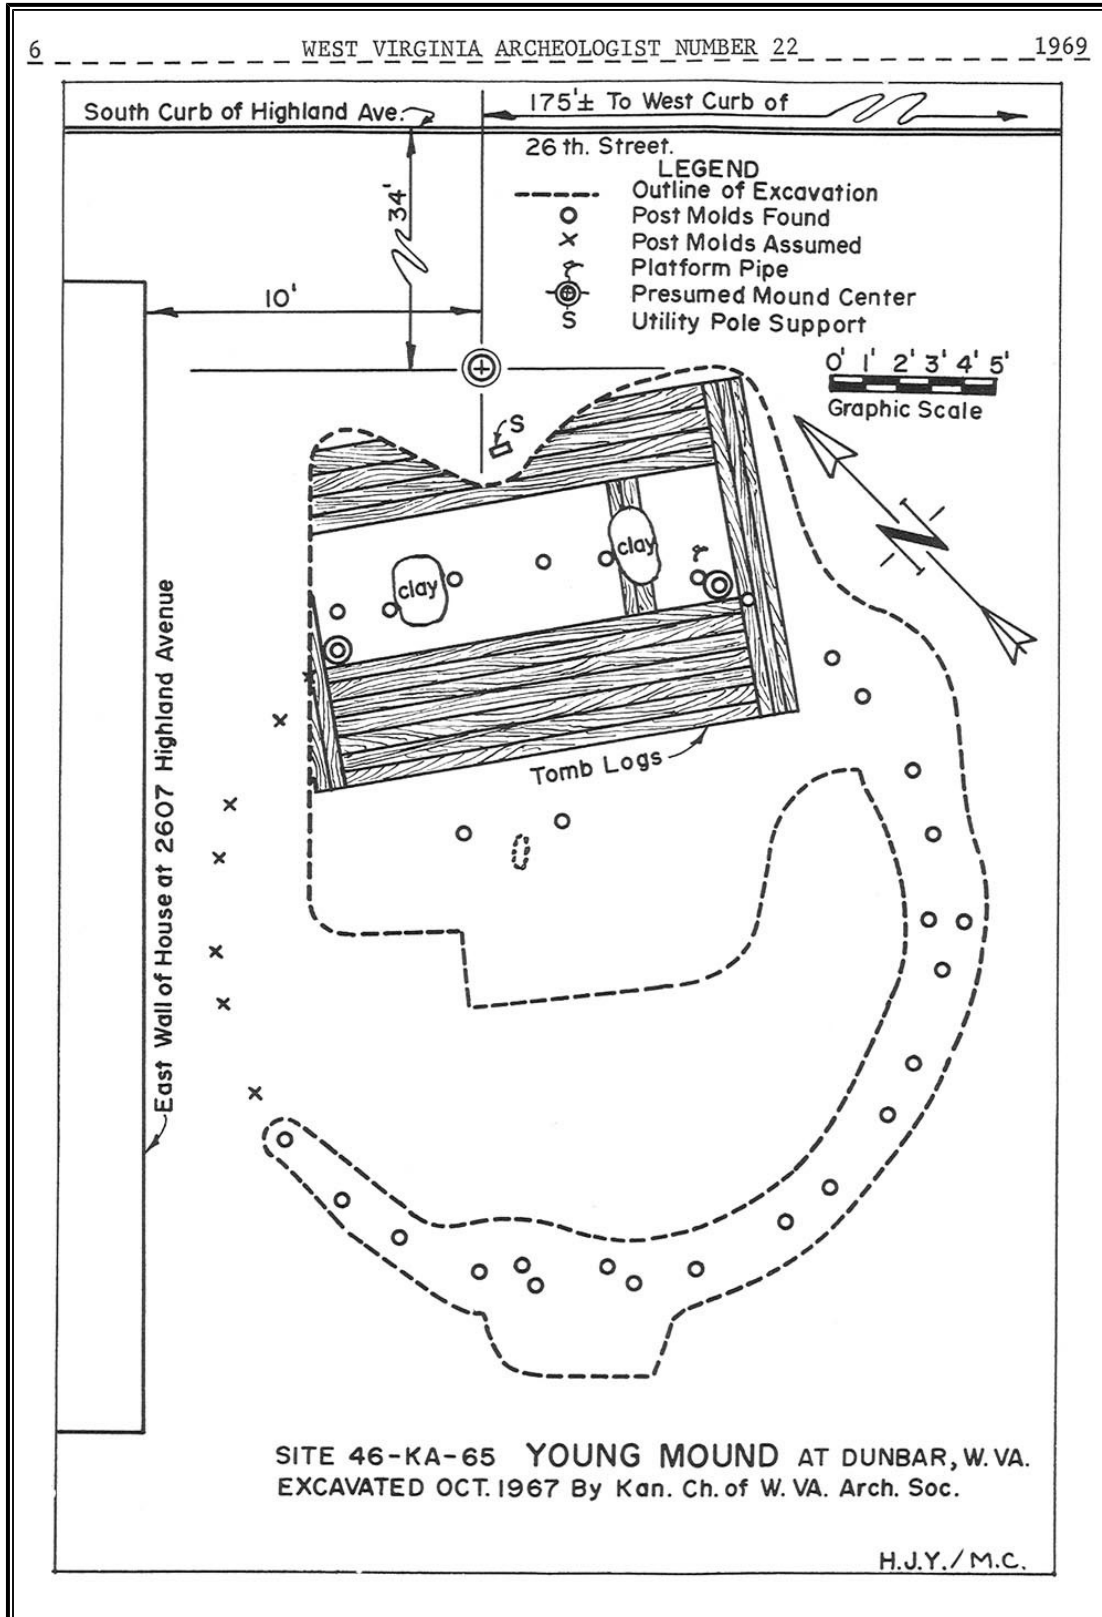 6 WEST VIRGINIA ARCHEOLOGIST NUMBER 22 1969
South Curb of Highland Ave.
175'± To West Curb of
26 th. Street.
LEGEND
Outline of Excavation
Post Molds Found
Post Molds Assumed
Platform Pipe
Presumed Mound Center
S Utility Pole Support
34'
10'
0' 1' 2' 3' 4' 5'
Graphic Scale
S
N
clay
clay
Tomb Logs
East Wall of House at 2607 Highland Avenue
SITE 46-KA-65 YOUNG MOUND AT DUNBAR, W. VA.
EXCAVATED OCT. 1967 By Kan. Ch. of W. VA. Arch. Soc.
H.J.Y./M.C.